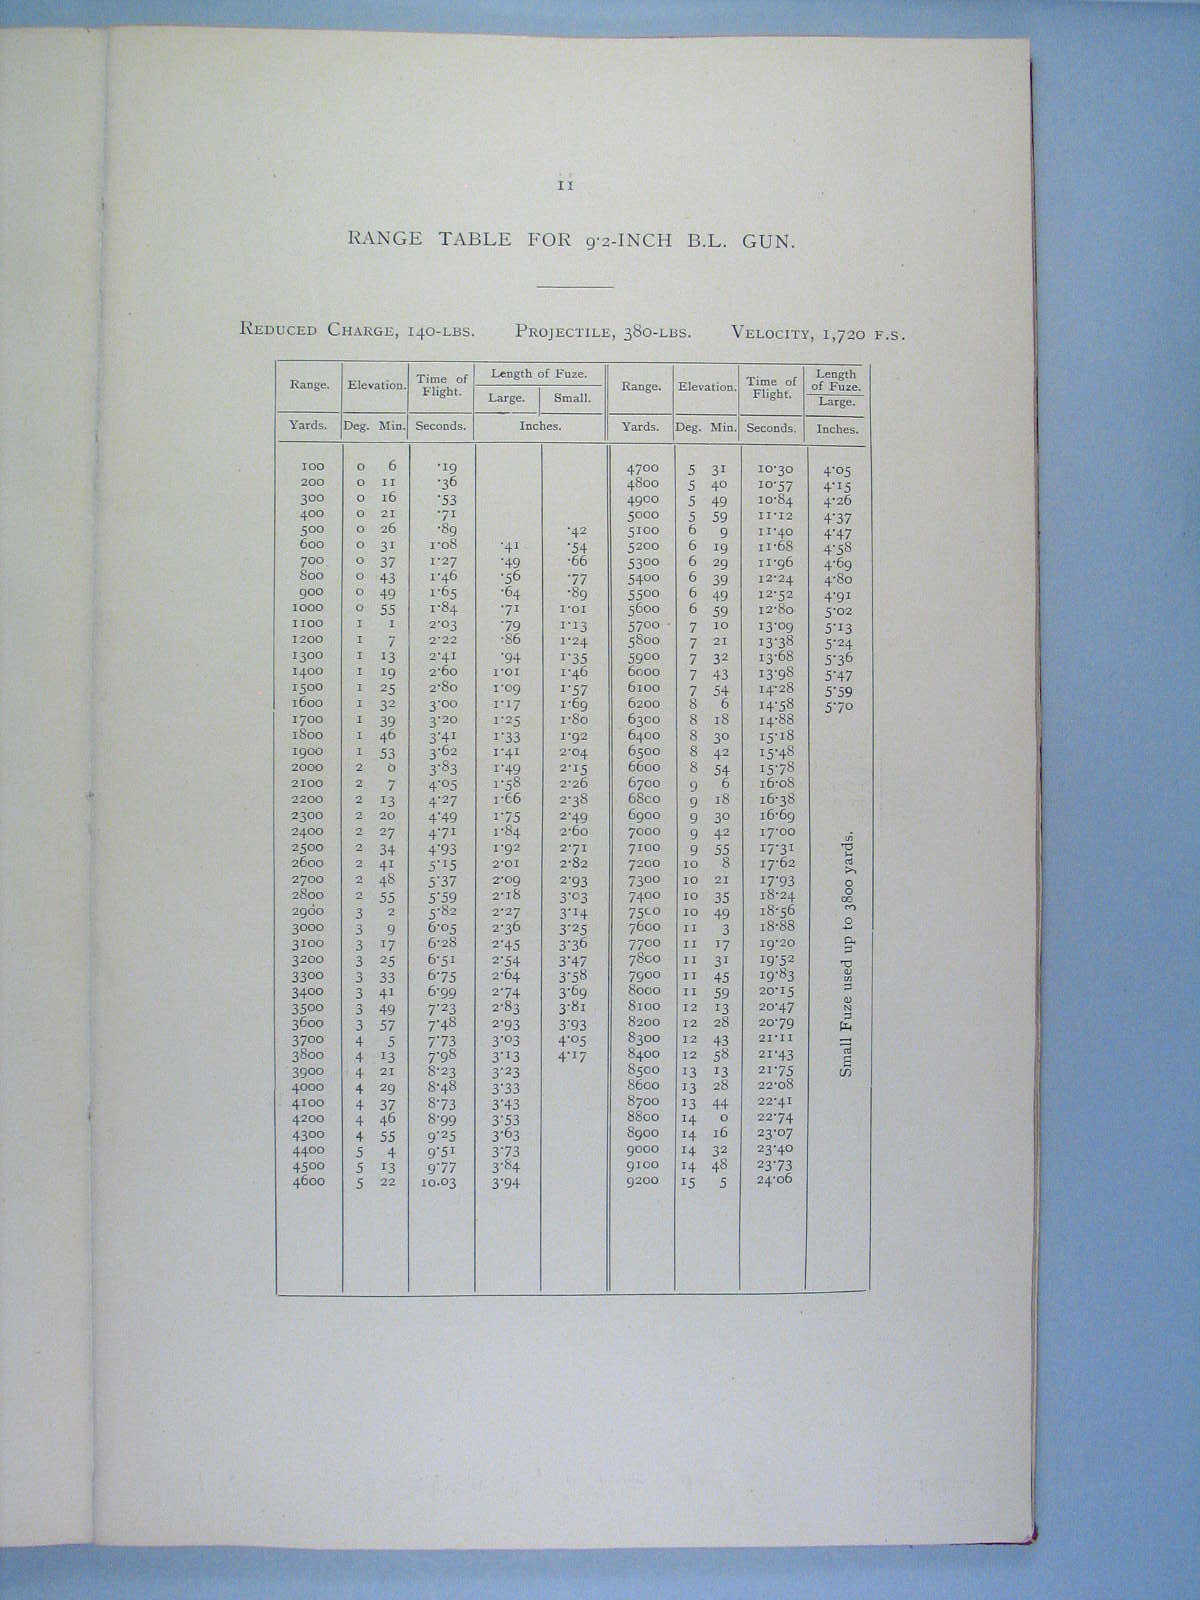 11
RANGE TABLE FOR 9·2-INCH B.L. GUN.
REDUCED CHARGE, 140-LBS. PROJECTILE, 380-LBS. VELOCITY, 1,720 F.S.
Range. Elevation. Time of Flight. Length of Fuze. Large. Small. Range. Elevation. Time of Flight. Length of Fuze. Large.
Yards. Deg. Min. Seconds. Inches. Yards. Deg. Min. Seconds. Inches.
100 0 6 ·19 4700 5 31 10·30 4·05
200 0 11 ·36 4800 5 40 10·57 4·15
300 0 16 ·53 4900 5 49 10·84 4·26
400 0 21 ·71 5000 5 59 11·12 4·37
500 0 26 ·89 ·42 5100 6 9 11·40 4·47
600 0 31 1·08 ·41 ·54 5200 6 19 11·68 4·58
700 0 37 1·27 ·49 ·66 5300 6 29 11·96 4·69
800 0 43 1·46 ·56 ·77 5400 6 39 12·24 4·80
900 0 49 1·65 ·64 ·89 5500 6 49 12·52 4·91
1000 0 55 1·84 ·71 1·01 5600 6 59 12·80 5·02
1100 1 1 2·03 ·79 1·13 5700 7 10 13·09 5·13
1200 1 7 2·22 ·86 1·24 5800 7 21 13·38 5·24
1300 1 13 2·41 ·94 1·35 5900 7 32 13·68 5·36
1400 1 19 2·60 1·01 1·46 6000 7 43 13·98 5·47
1500 1 25 2·80 1·09 1·57 6100 7 54 14·28 5·59
1600 1 32 3·00 1·17 1·69 6200 8 6 14·58 5·70
1700 1 39 3·20 1·25 1·80 6300 8 18 14·88
1800 1 46 3·41 1·33 1·92 6400 8 30 15·18
1900 1 53 3·62 1·41 2·04 6500 8 42 15·48
2000 2 0 3·83 1·49 2·15 6600 8 54 15·78
2100 2 7 4·05 1·58 2·26 6700 9 6 16·08
2200 2 13 4·27 1·66 2·38 6800 9 18 16·38
2300 2 20 4·49 1·75 2·49 6900 9 30 16·69
2400 2 27 4·71 1·84 2·60 7000 9 42 17·00
2500 2 34 4·93 1·92 2·71 7100 9 55 17·31
2600 2 41 5·15 2·01 2·82 7200 10 8 17·62
2700 2 48 5·37 2·09 2·93 7300 10 21 17·93
2800 2 55 5·59 2·18 3·03 7400 10 35 18·24
2900 3 2 5·82 2·27 3·14 7500 10 49 18·56
3000 3 9 6·05 2·36 3·25 7600 11 3 18·88
3100 3 17 6·28 2·45 3·36 7700 11 17 19·20
3200 3 25 6·51 2·54 3·47 7800 11 31 19·52
3300 3 33 6·75 2·64 3·58 7900 11 45 19·83
3400 3 41 6·99 2·74 3·69 8000 11 59 20·15
3500 3 49 7·23 2·83 3·81 8100 12 13 20·47
3600 3 57 7·48 2·93 3·93 8200 12 28 20·79
3700 4 5 7·73 3·03 4·05 8300 12 43 21·11
3800 4 13 7·98 3·13 4·17 8400 12 58 21·43
3900 4 21 8·23 3·23 8500 13 13 21·75
4000 4 29 8·48 3·33 8600 13 28 22·08
4100 4 37 8·73 3·43 8700 13 44 22·41
4200 4 46 8·99 3·53 8800 14 0 22·74
4300 4 55 9·25 3·63 8900 14 16 23·07
4400 5 4 9·51 3·73 9000 14 32 23·40
4500 5 13 9·77 3·84 9100 14 48 23·73
4600 5 22 10.03 3·94 9200 15 5 24·06
Small Fuze used up to 3800 yards.